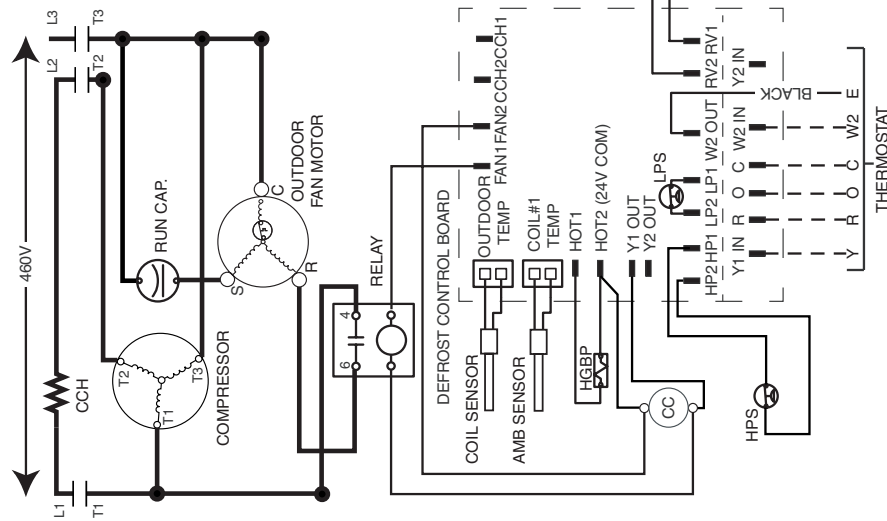 L3
T3
L2
T2
460V
CCH
L1
T1
RUN CAP.
OUTDOOR
FAN MOTOR
C
S
R
T2
T3
T1
COMPRESSOR
RELAY
4
6
DEFROST CONTROL BOARD
CCH1
CCH2
FAN2
FAN1
OUTDOOR
TEMP
COIL#1
TEMP
HOT1
HOT2 (24V COM)
Y1 OUT
Y2 OUT
COIL SENSOR
AMB SENSOR
HGBP
CC
HPS
LPS
RV1
RV2
W2 OUT
LP1
LP2
HP1
HP2
Y2 IN
W2 IN
C
O
R
Y1 IN
BLACK
E
W2
C
O
R
Y
THERMOSTAT